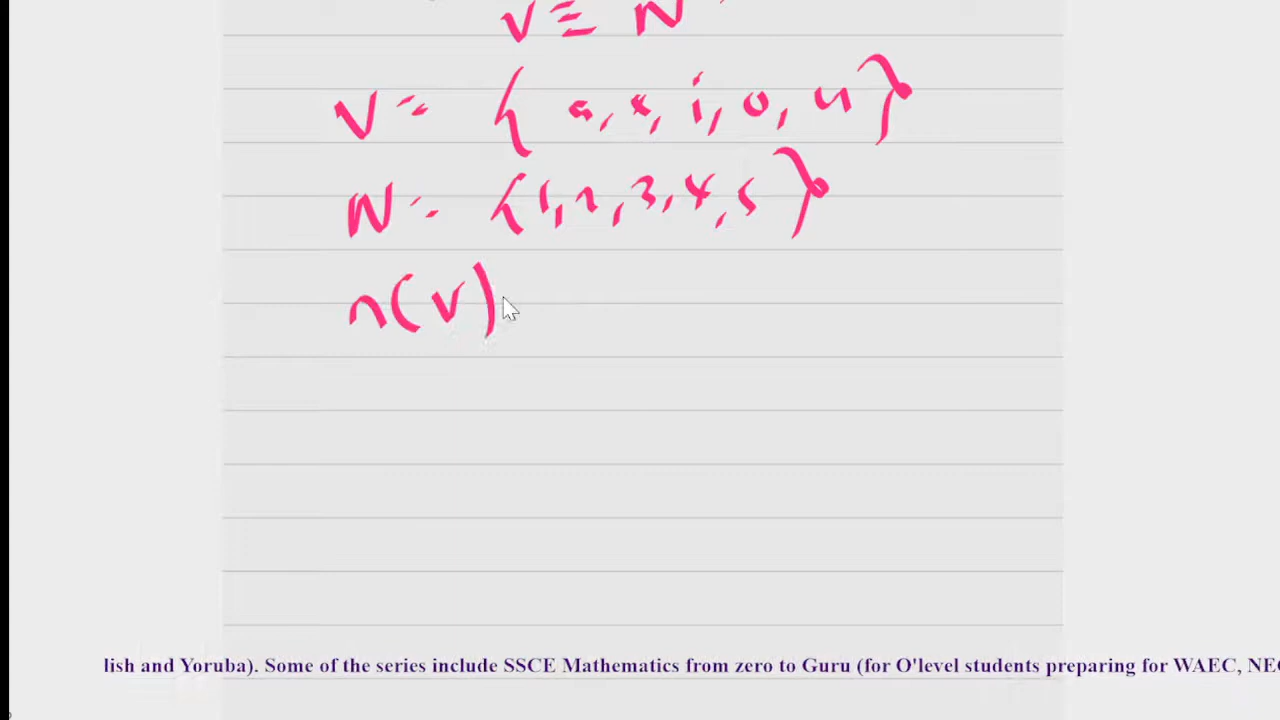 V ≡ N
V = { a, e, i, o, u }
N = { 1, 2, 3, 4, 5 }
n(V)
lish and Yoruba). Some of the series include SSCE Mathematics from zero to Guru (for O'level students preparing for WAEC, NEC